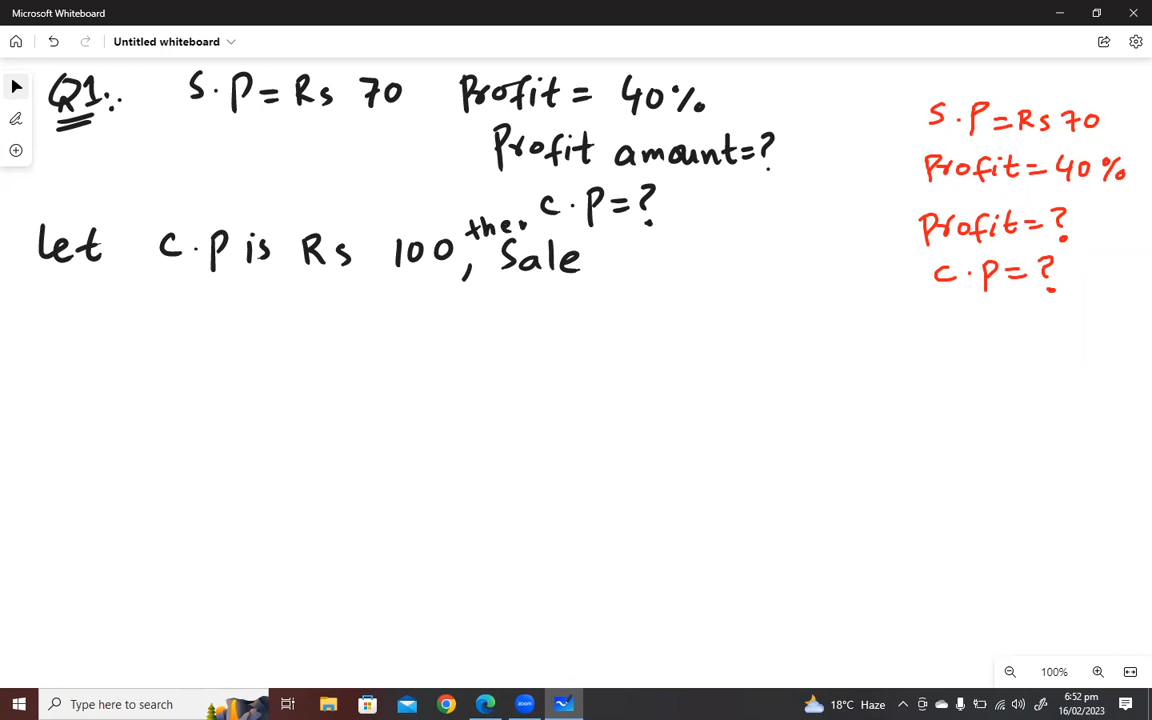 Microsoft Whiteboard
Untitled whiteboard
Q1:. S.P = Rs 70 Profit = 40%
Profit amount = ?
C.P = ?
let C.P is Rs 100, then Sale
S.P = Rs 70
Profit = 40 %
Profit = ?
C.P = ?
100%
Type here to search
zoom
18°C Haze
6:52 pm
16/02/2023